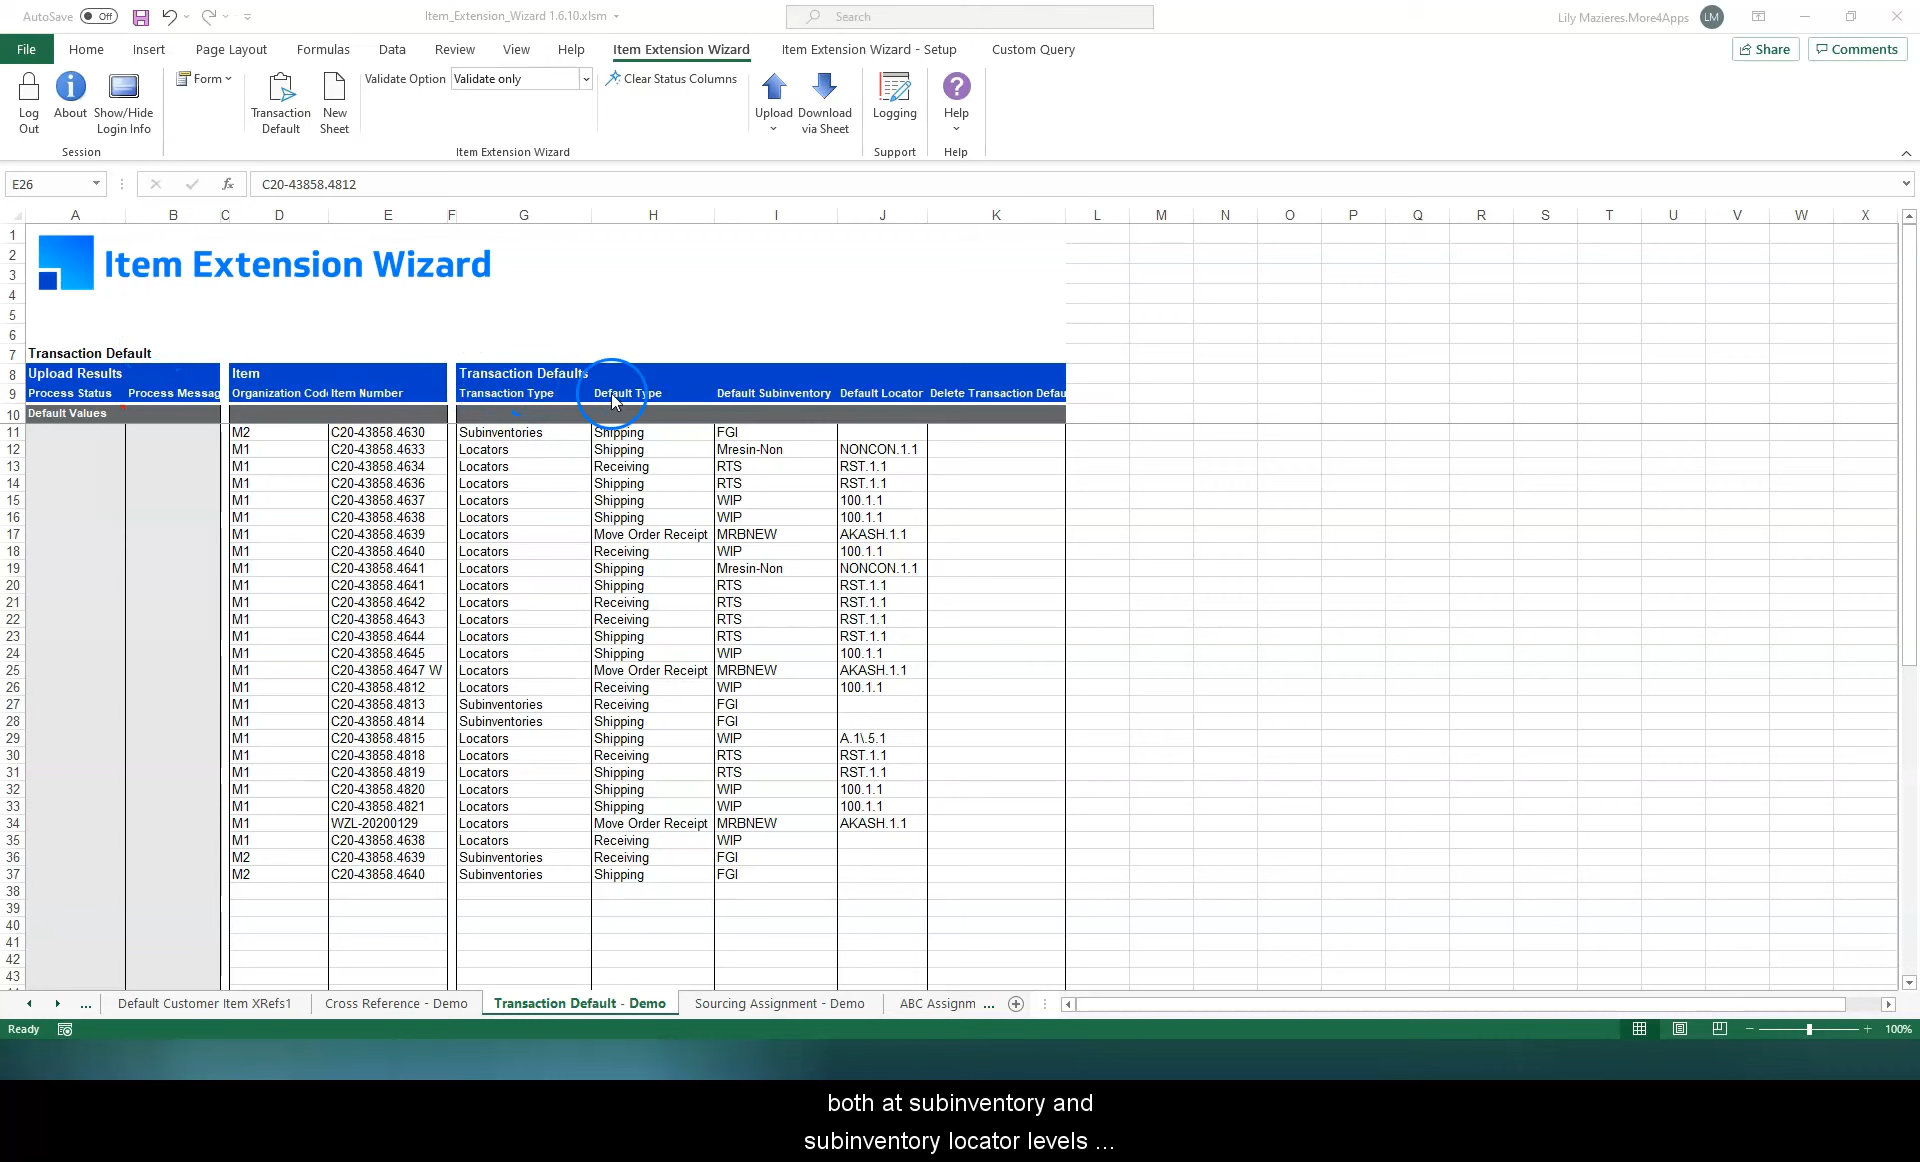 AutoSave Off Item_Extension_Wizard 1.6.10.xlsm Search Lily Mazieres.More4Apps LM
File Home Insert Page Layout Formulas Data Review View Help Item Extension Wizard Item Extension Wizard - Setup Custom Query Share Comments
Log Out About Show/Hide Login Info Form Transaction Default New Sheet Validate Option Validate only Clear Status Columns Upload Download via Sheet Logging Help
Session Item Extension Wizard Support Help
E26 fx C20-43858.4812
A B C D E F G H I J K L M N O P Q R S T U V W X
1
2 Item Extension Wizard
3
4
5
6
7 Transaction Default
8 Upload Results Item Transaction Defaults
9 Process Status Process Messag Organization Cod Item Number Transaction Type Default Type Default Subinventory Default Locator Delete Transaction Defau
10 Default Values
11 M2 C20-43858.4630 Subinventories Shipping FGI
12 M1 C20-43858.4633 Locators Shipping Mresin-Non NONCON.1.1
13 M1 C20-43858.4634 Locators Receiving RTS RST.1.1
14 M1 C20-43858.4636 Locators Shipping RTS RST.1.1
15 M1 C20-43858.4637 Locators Shipping WIP 100.1.1
16 M1 C20-43858.4638 Locators Shipping WIP 100.1.1
17 M1 C20-43858.4639 Locators Move Order Receipt MRBNEW AKASH.1.1
18 M1 C20-43858.4640 Locators Receiving WIP 100.1.1
19 M1 C20-43858.4641 Locators Shipping Mresin-Non NONCON.1.1
20 M1 C20-43858.4641 Locators Shipping RTS RST.1.1
21 M1 C20-43858.4642 Locators Receiving RTS RST.1.1
22 M1 C20-43858.4643 Locators Receiving RTS RST.1.1
23 M1 C20-43858.4644 Locators Shipping RTS RST.1.1
24 M1 C20-43858.4645 Locators Shipping WIP 100.1.1
25 M1 C20-43858.4647 W Locators Move Order Receipt MRBNEW AKASH.1.1
26 M1 C20-43858.4812 Locators Receiving WIP 100.1.1
27 M1 C20-43858.4813 Subinventories Receiving FGI
28 M1 C20-43858.4814 Subinventories Shipping FGI
29 M1 C20-43858.4815 Locators Shipping WIP A.1\.5.1
30 M1 C20-43858.4818 Locators Receiving RTS RST.1.1
31 M1 C20-43858.4819 Locators Shipping RTS RST.1.1
32 M1 C20-43858.4820 Locators Shipping WIP 100.1.1
33 M1 C20-43858.4821 Locators Shipping WIP 100.1.1
34 M1 WZL-20200129 Locators Move Order Receipt MRBNEW AKASH.1.1
35 M1 C20-43858.4638 Locators Receiving WIP
36 M2 C20-43858.4639 Subinventories Receiving FGI
37 M2 C20-43858.4640 Subinventories Shipping FGI
38
39
40
41
42
43
... Default Customer Item XRefs1 Cross Reference - Demo Transaction Default - Demo Sourcing Assignment - Demo ABC Assignm ...
Ready 100%
both at subinventory and
subinventory locator levels ...